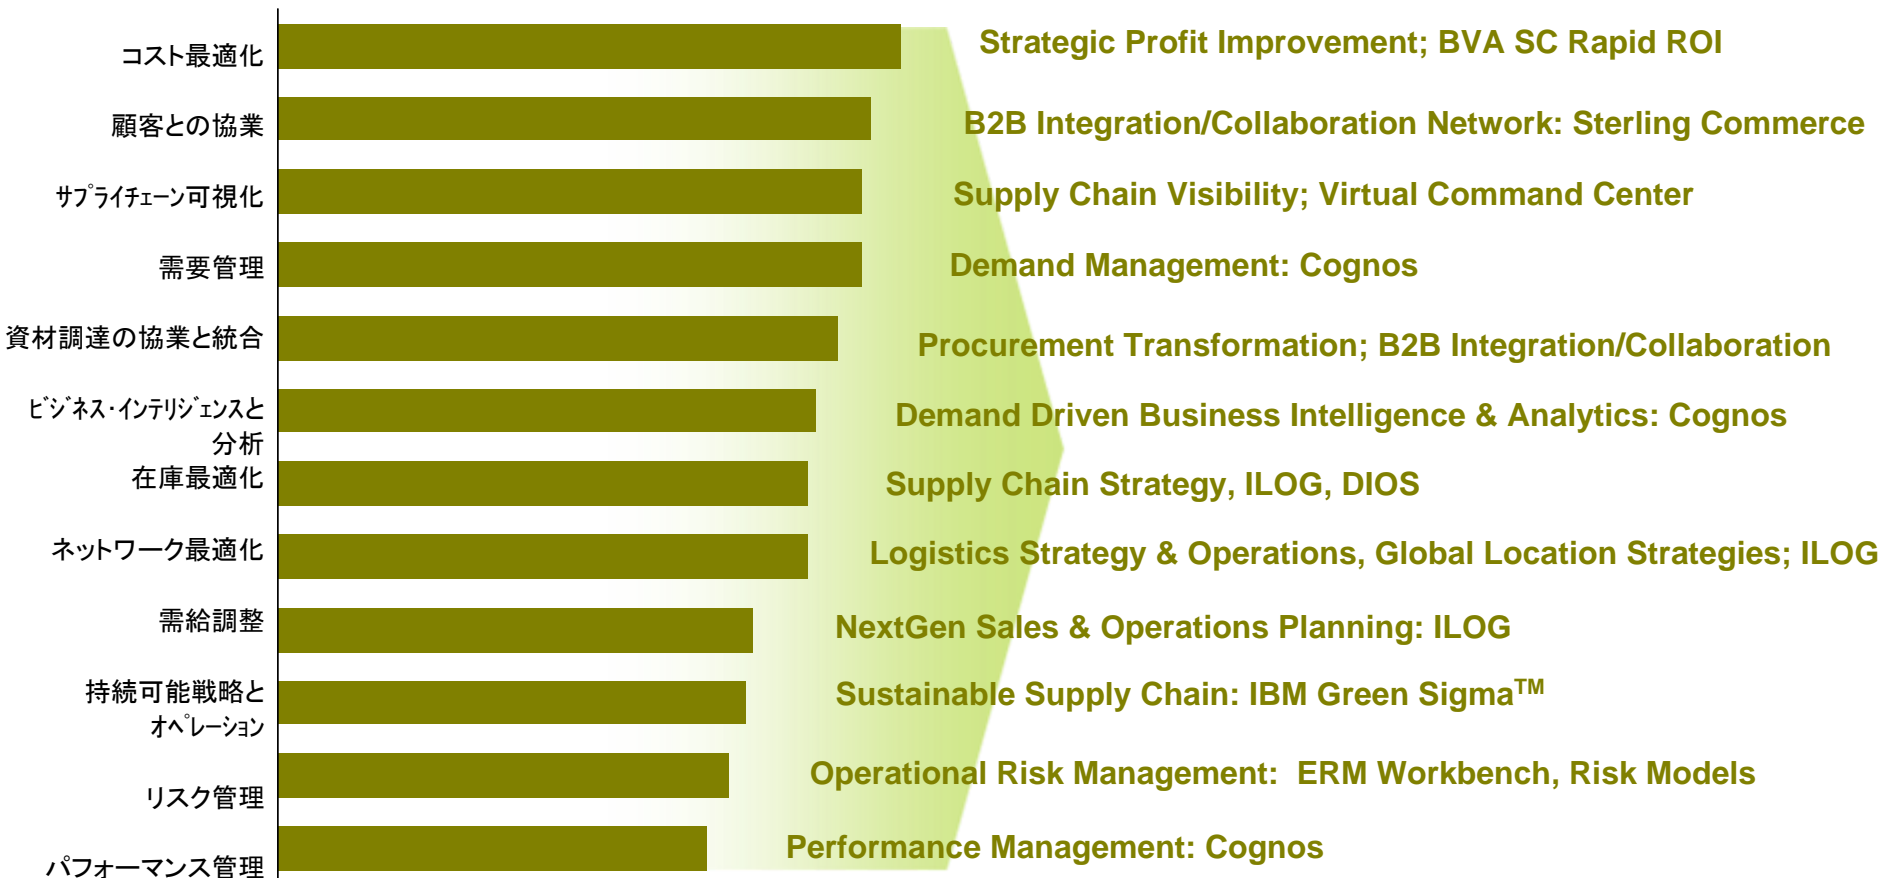 コスト最適化
Strategic Profit Improvement; BVA SC Rapid ROI
顧客との協業
B2B Integration/Collaboration Network: Sterling Commerce
ｻﾌﾟﾗｲﾁｪｰﾝ可視化
Supply Chain Visibility; Virtual Command Center
需要管理
Demand Management: Cognos
資材調達の協業と統合
Procurement Transformation; B2B Integration/Collaboration
ﾋﾞｼﾞﾈｽ･ｲﾝﾃﾘｼﾞｪﾝｽと
分析
Demand Driven Business Intelligence & Analytics: Cognos
在庫最適化
Supply Chain Strategy, ILOG, DIOS
ネットワーク最適化
Logistics Strategy & Operations, Global Location Strategies; ILOG
需給調整
NextGen Sales & Operations Planning: ILOG
持続可能戦略と
ｵﾍﾟﾚｰｼｮﾝ
Sustainable Supply Chain: IBM Green Sigma™
リスク管理
Operational Risk Management:  ERM Workbench, Risk Models
パフォーマンス管理
Performance Management: Cognos